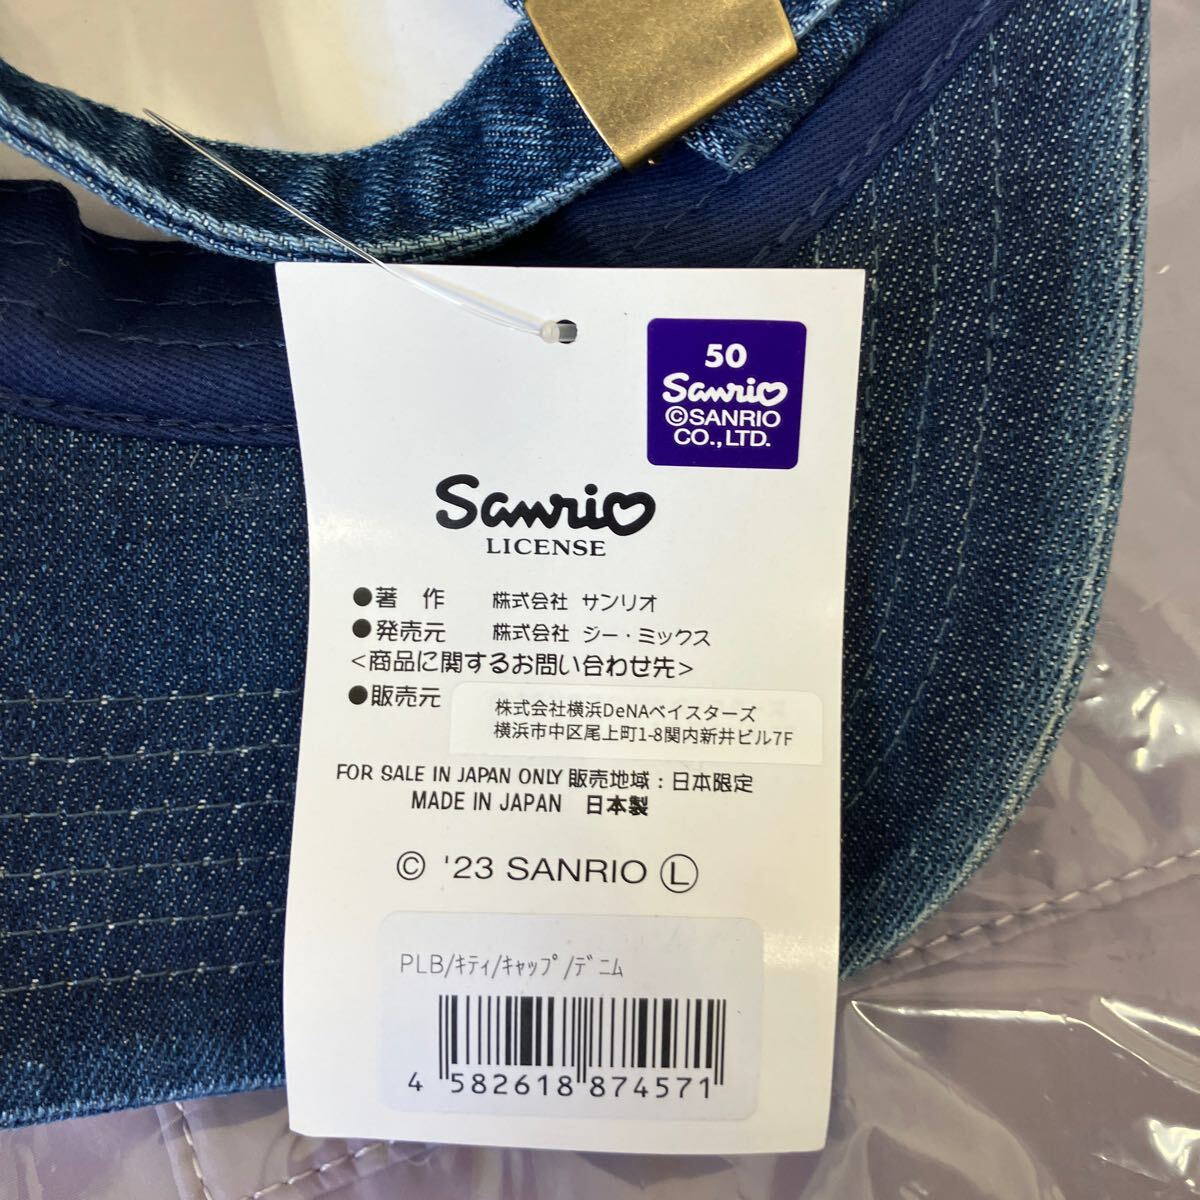 50
Sanrio
©SANRIO
CO.,LTD.
Sanrio
LICENSE
●著　作　株式会社 サンリオ
●発売元　株式会社 ジー・ミックス
<商品に関するお問い合わせ先>
●販売元
株式会社横浜DeNAベイスターズ
横浜市中区尾上町1-8関内新井ビル7F
FOR SALE IN JAPAN ONLY 販売地域：日本限定
MADE IN JAPAN　日本製
© '23 SANRIO Ⓛ
PLB/ｷﾃｨ/ｷｬｯﾌﾟ/ﾃﾞﾆﾑ
4 582618 874571